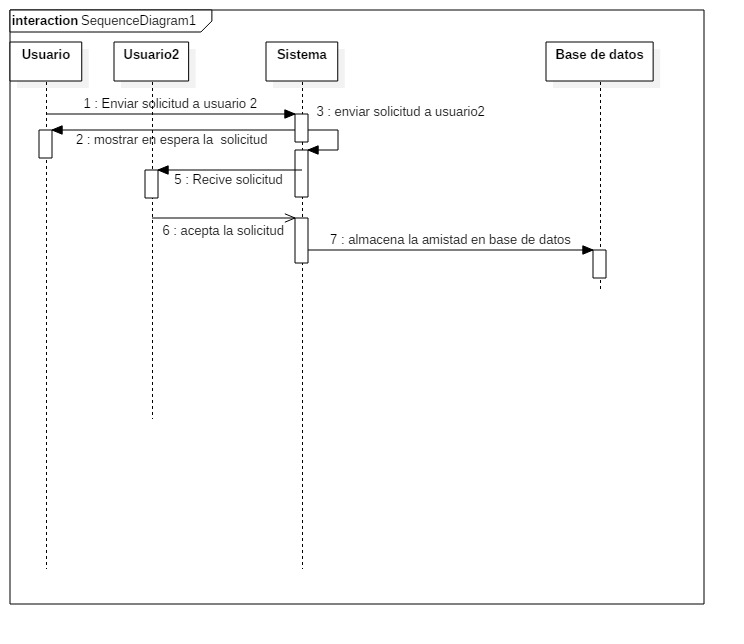 interaction SequenceDiagram1
Usuario
Usuario2
Sistema
Base de datos
1 : Enviar solicitud a usuario 2
3 : enviar solicitud a usuario2
2 : mostrar en espera la  solicitud
5 : Recive solicitud
6 : acepta la solicitud
7 : almacena la amistad en base de datos